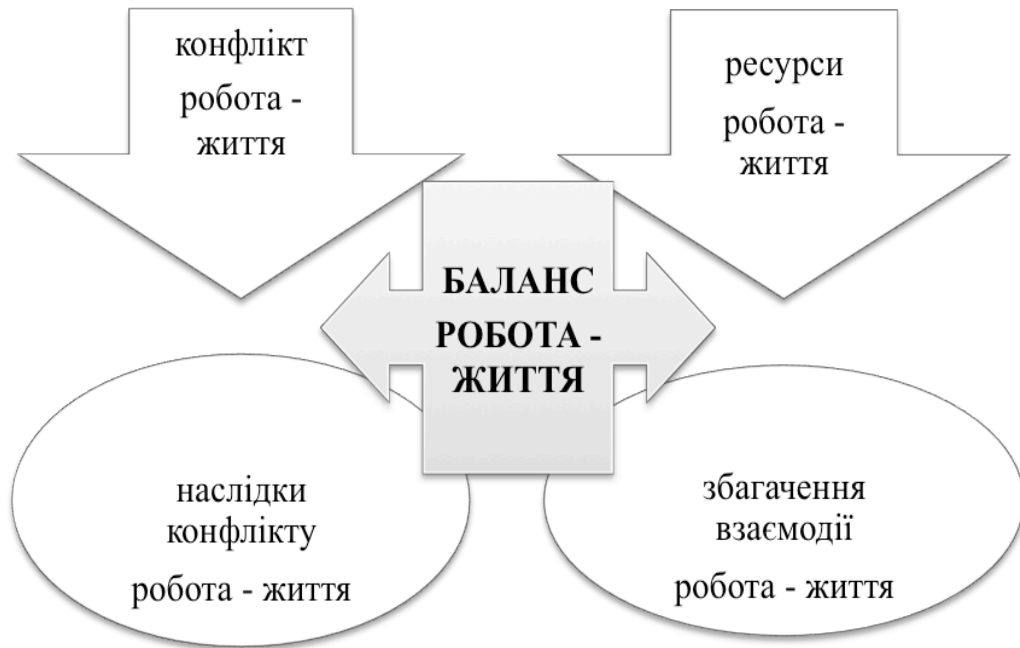 конфлікт
робота -
життя
ресурси
робота -
життя
БАЛАНС
РОБОТА -
ЖИТТЯ
наслідки
конфлікту
робота - життя
збагачення
взаємодії
робота - життя